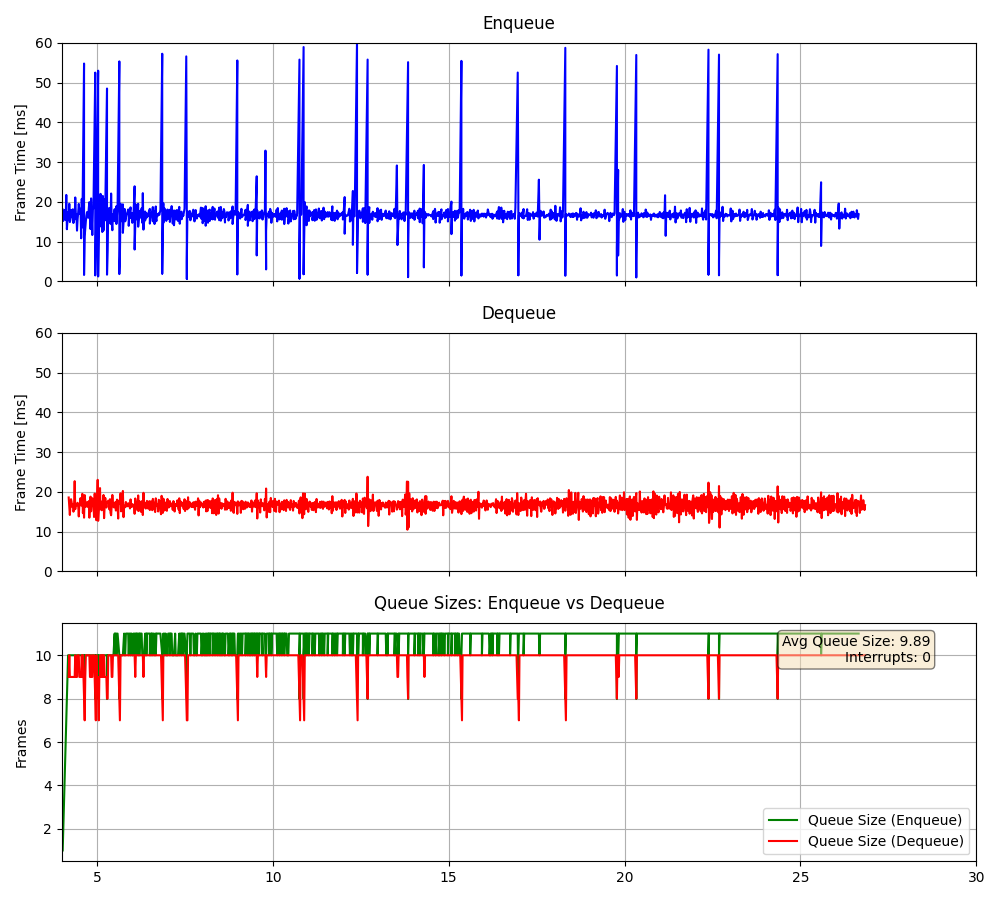 Enqueue
Frame Time [ms]
60
50
40
30
20
10
0
Dequeue
Frame Time [ms]
60
50
40
30
20
10
0
Queue Sizes: Enqueue vs Dequeue
Frames
10
8
6
4
2
Avg Queue Size: 9.89
Interrupts: 0
Queue Size (Enqueue)
Queue Size (Dequeue)
5 10 15 20 25 30